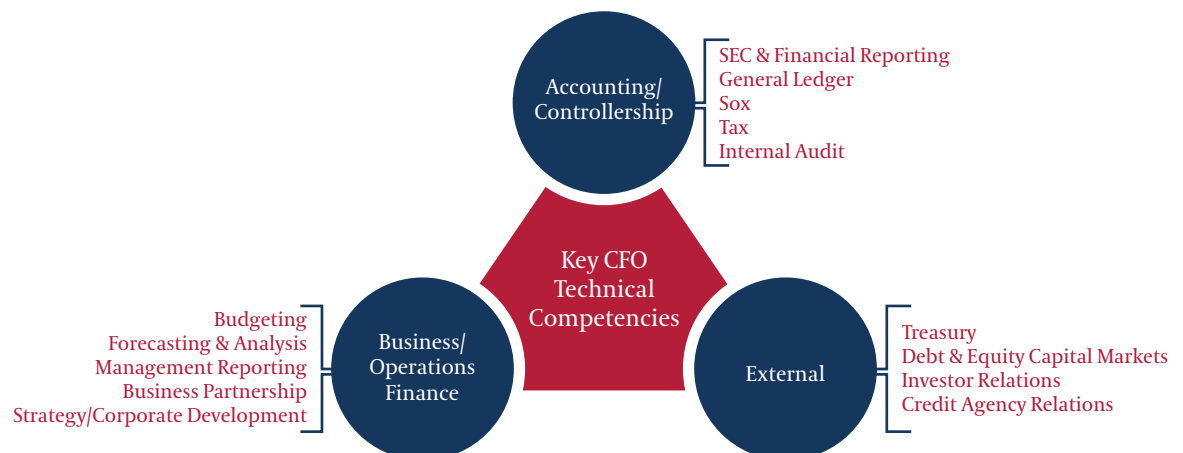 Accounting/
Controllership
SEC & Financial Reporting
General Ledger
Sox
Tax
Internal Audit
Key CFO
Technical
Competencies
Budgeting
Forecasting & Analysis
Management Reporting
Business Partnership
Strategy/Corporate Development
Business/
Operations
Finance
External
Treasury
Debt & Equity Capital Markets
Investor Relations
Credit Agency Relations